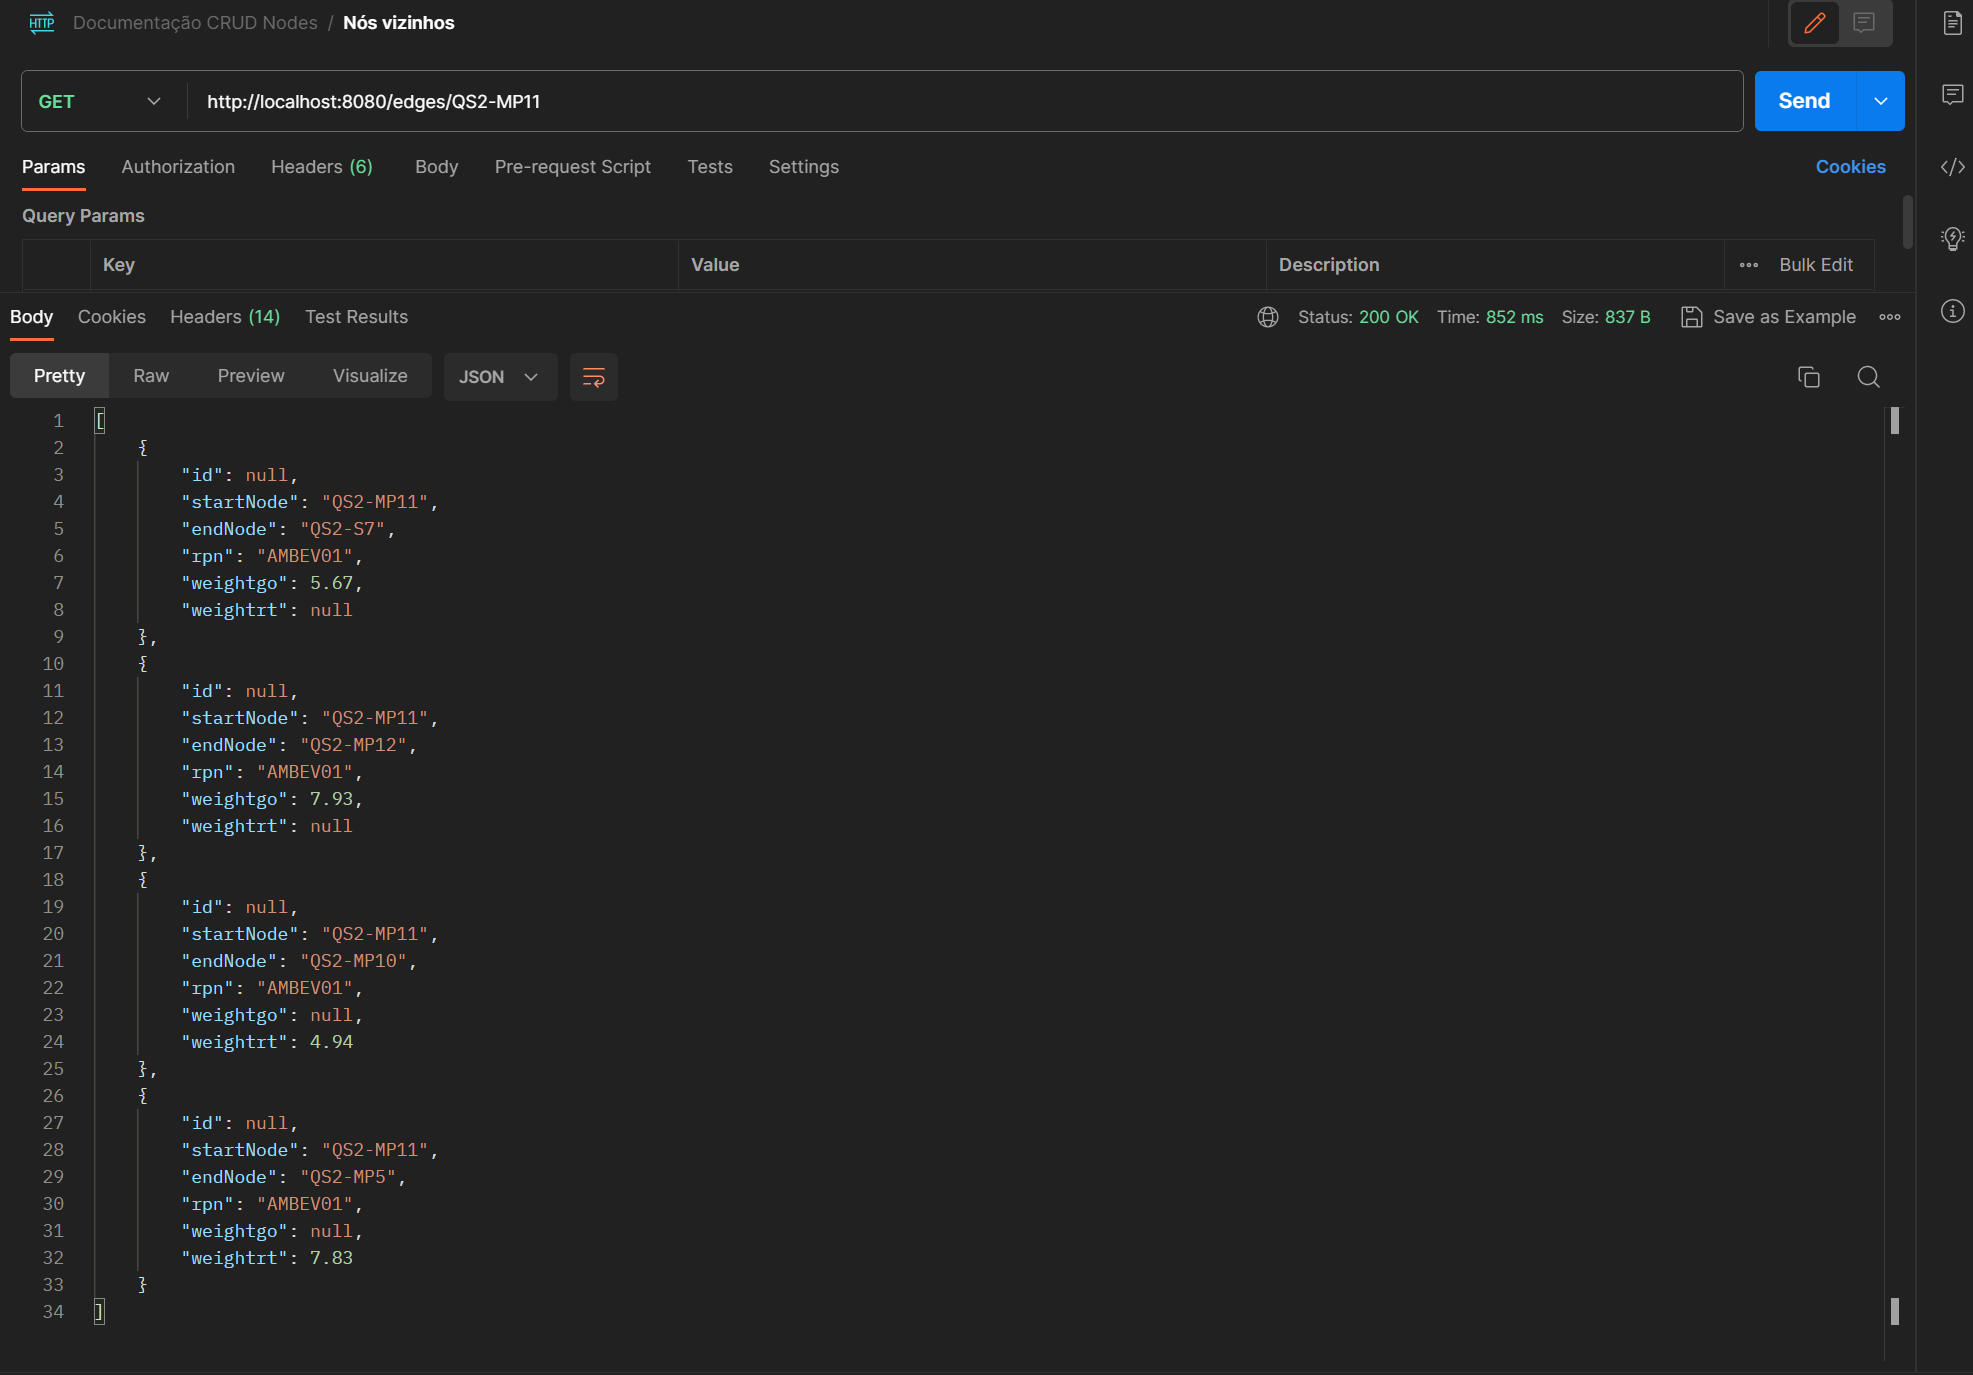 HTTP Documentação CRUD Nodes / Nós vizinhos
GET http://localhost:8080/edges/QS2-MP11 Send
Params Authorization Headers (6) Body Pre-request Script Tests Settings Cookies
Query Params
Key Value Description Bulk Edit
Body Cookies Headers (14) Test Results Status: 200 OK Time: 852 ms Size: 837 B Save as Example
Pretty Raw Preview Visualize JSON
1 [
2 {
3 "id": null,
4 "startNode": "QS2-MP11",
5 "endNode": "QS2-S7",
6 "rpn": "AMBEV01",
7 "weightgo": 5.67,
8 "weightrt": null
9 },
10 {
11 "id": null,
12 "startNode": "QS2-MP11",
13 "endNode": "QS2-MP12",
14 "rpn": "AMBEV01",
15 "weightgo": 7.93,
16 "weightrt": null
17 },
18 {
19 "id": null,
20 "startNode": "QS2-MP11",
21 "endNode": "QS2-MP10",
22 "rpn": "AMBEV01",
23 "weightgo": null,
24 "weightrt": 4.94
25 },
26 {
27 "id": null,
28 "startNode": "QS2-MP11",
29 "endNode": "QS2-MP5",
30 "rpn": "AMBEV01",
31 "weightgo": null,
32 "weightrt": 7.83
33 }
34 ]